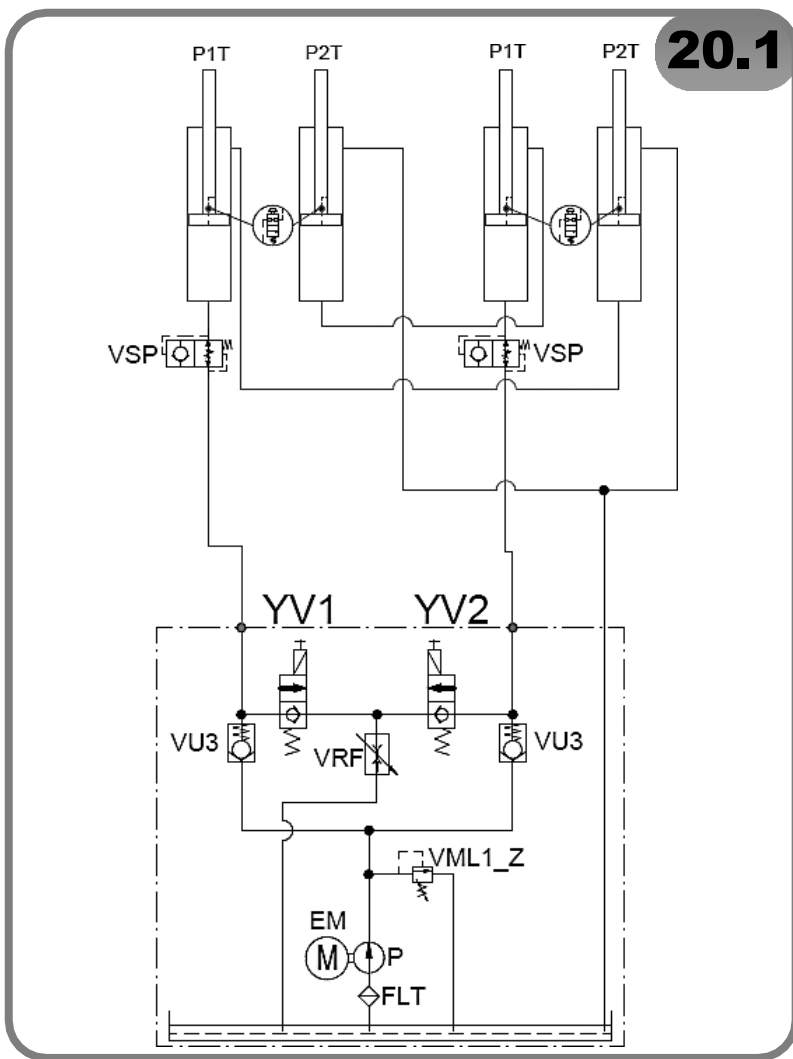 20.1
P1T P2T P1T P2T
VSP VSP
YV1 YV2
VU3 VRF VU3
VML1_Z
EM
M P
FLT